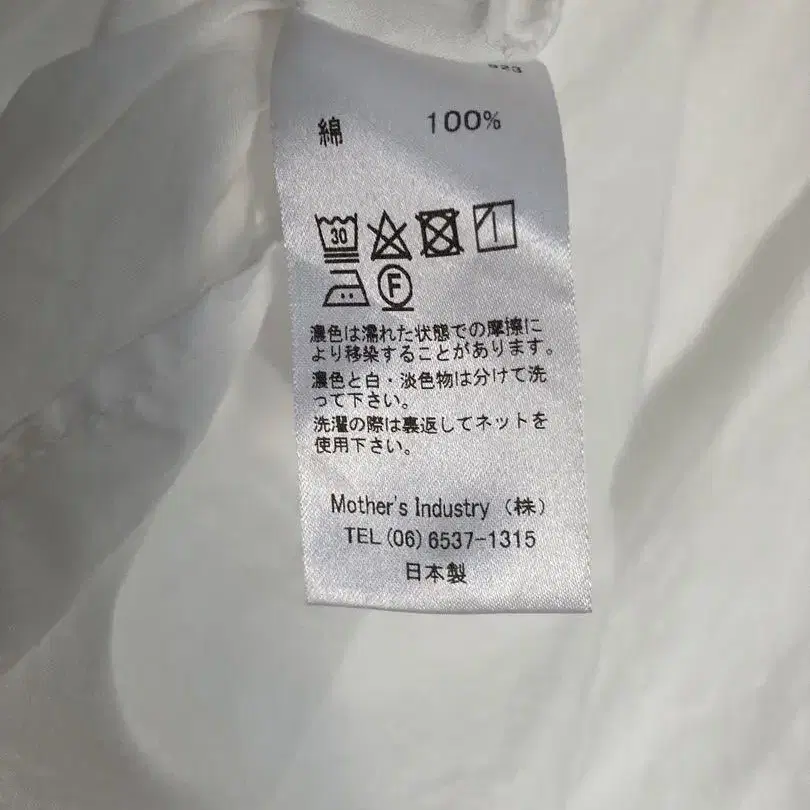 923
綿 100%
30
F
濃色は濡れた状態での摩擦に
より移染することがあります。
濃色と白・淡色物は分けて洗
って下さい。
洗濯の際は裏返してネットを
使用下さい。
Mother's Industry (株)
TEL(06)6537-1315
日本製